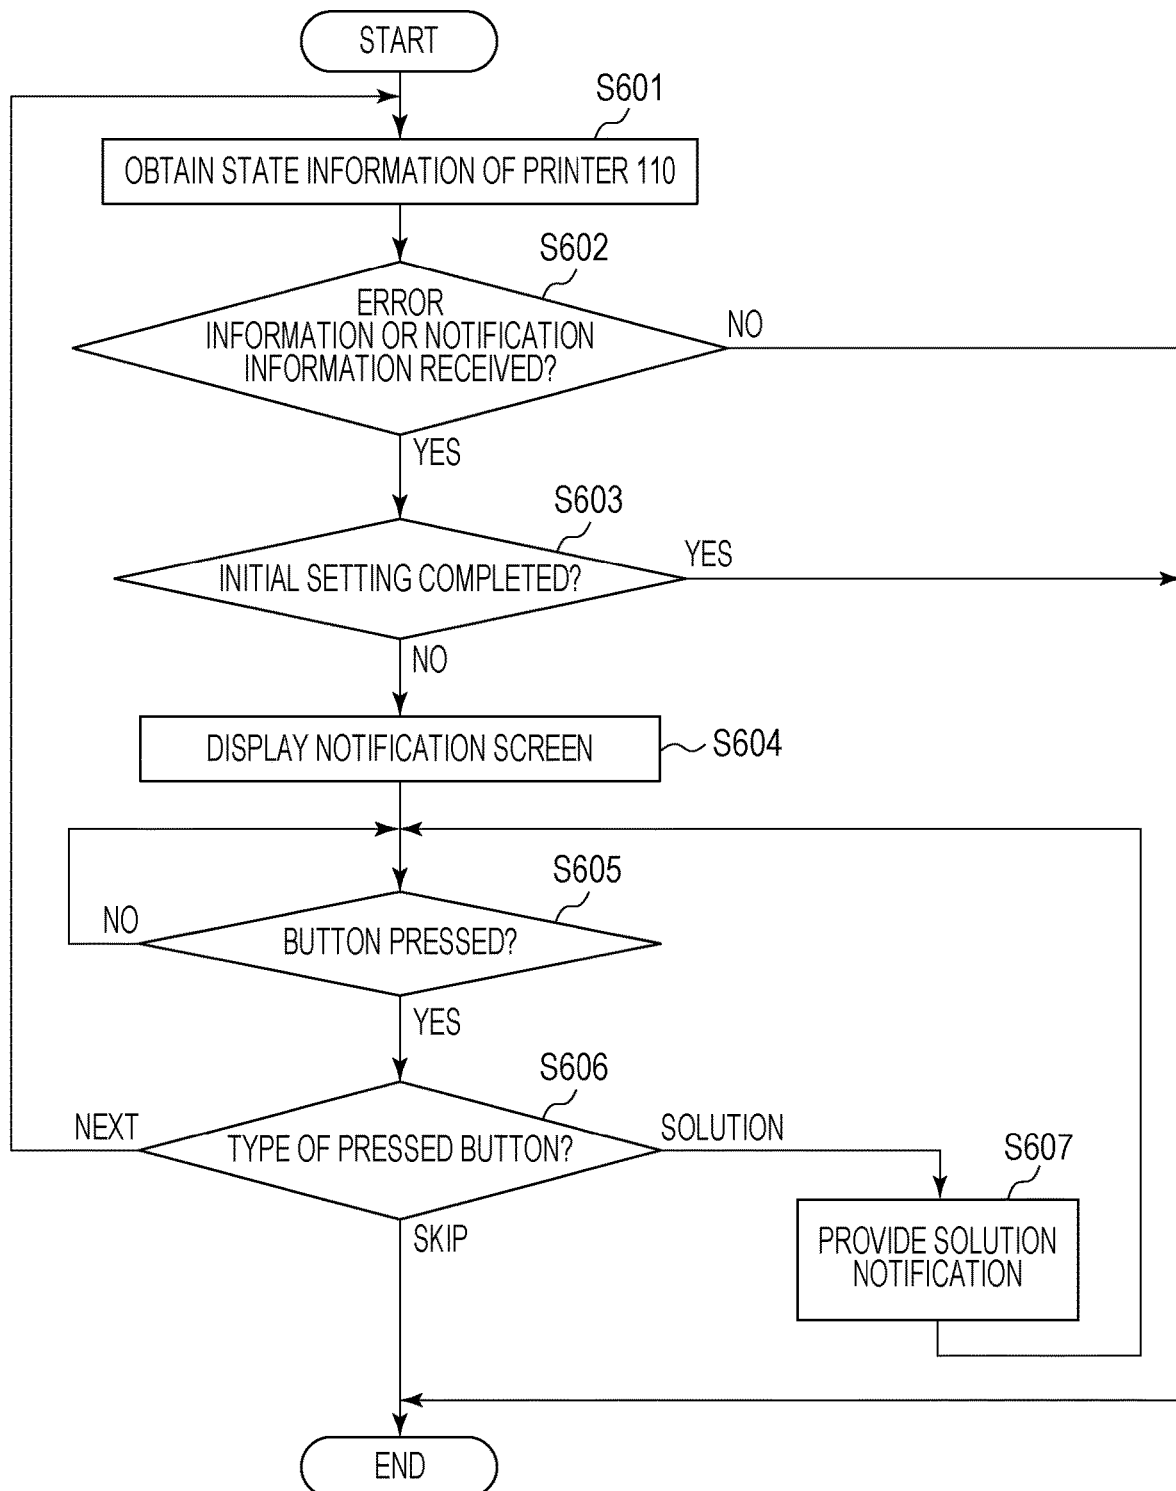 START
S601
OBTAIN STATE INFORMATION OF PRINTER 110
S602
ERROR
INFORMATION OR NOTIFICATION
INFORMATION RECEIVED?
NO
YES
S603
INITIAL SETTING COMPLETED?
YES
NO
DISPLAY NOTIFICATION SCREEN
S604
S605
NO
BUTTON PRESSED?
YES
S606
NEXT
TYPE OF PRESSED BUTTON?
SOLUTION
S607
SKIP
PROVIDE SOLUTION
NOTIFICATION
END